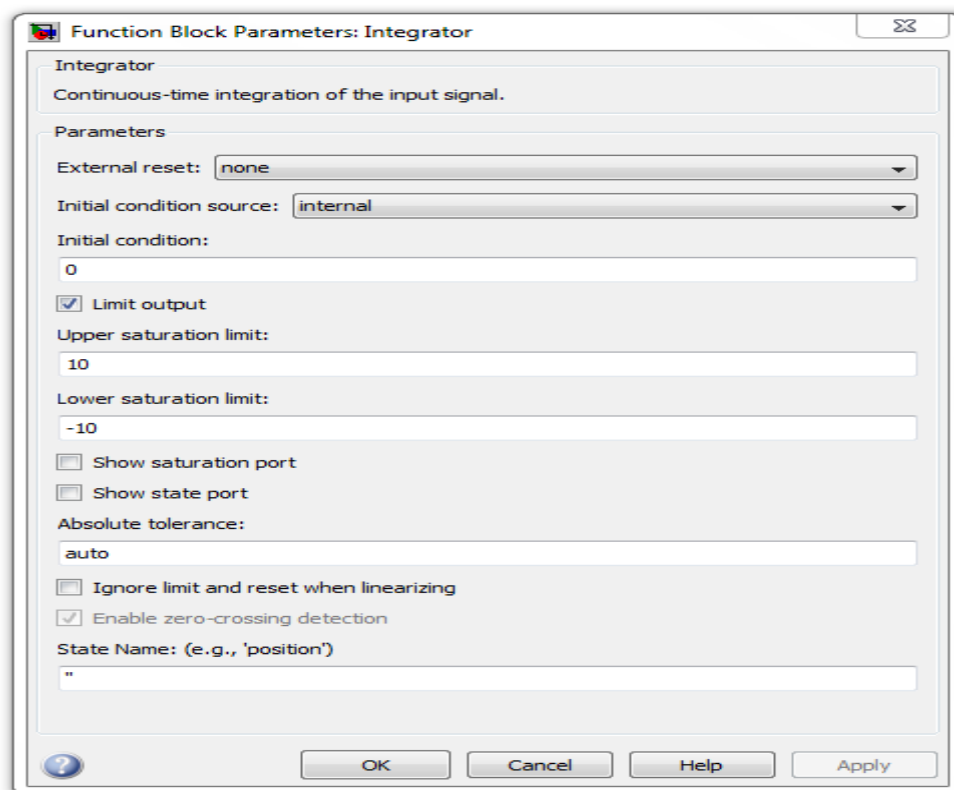 Function Block Parameters: Integrator
Integrator
Continuous-time integration of the input signal.
Parameters
External reset: none
Initial condition source: internal
Initial condition:
0
Limit output
Upper saturation limit:
10
Lower saturation limit:
-10
Show saturation port
Show state port
Absolute tolerance:
auto
Ignore limit and reset when linearizing
Enable zero-crossing detection
State Name: (e.g., 'position')
''
? OK Cancel Help Apply